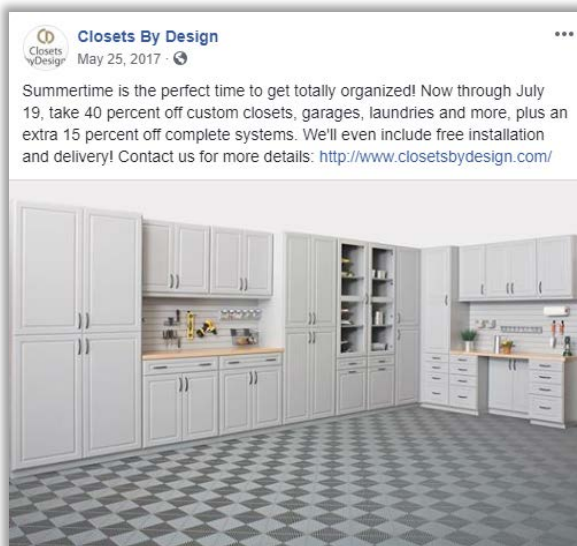 Closets
ByDesign
Closets By Design
May 25, 2017 ·
Summertime is the perfect time to get totally organized! Now through July
19, take 40 percent off custom closets, garages, laundries and more, plus an
extra 15 percent off complete systems. We'll even include free installation
and delivery! Contact us for more details: http://www.closetsbydesign.com/